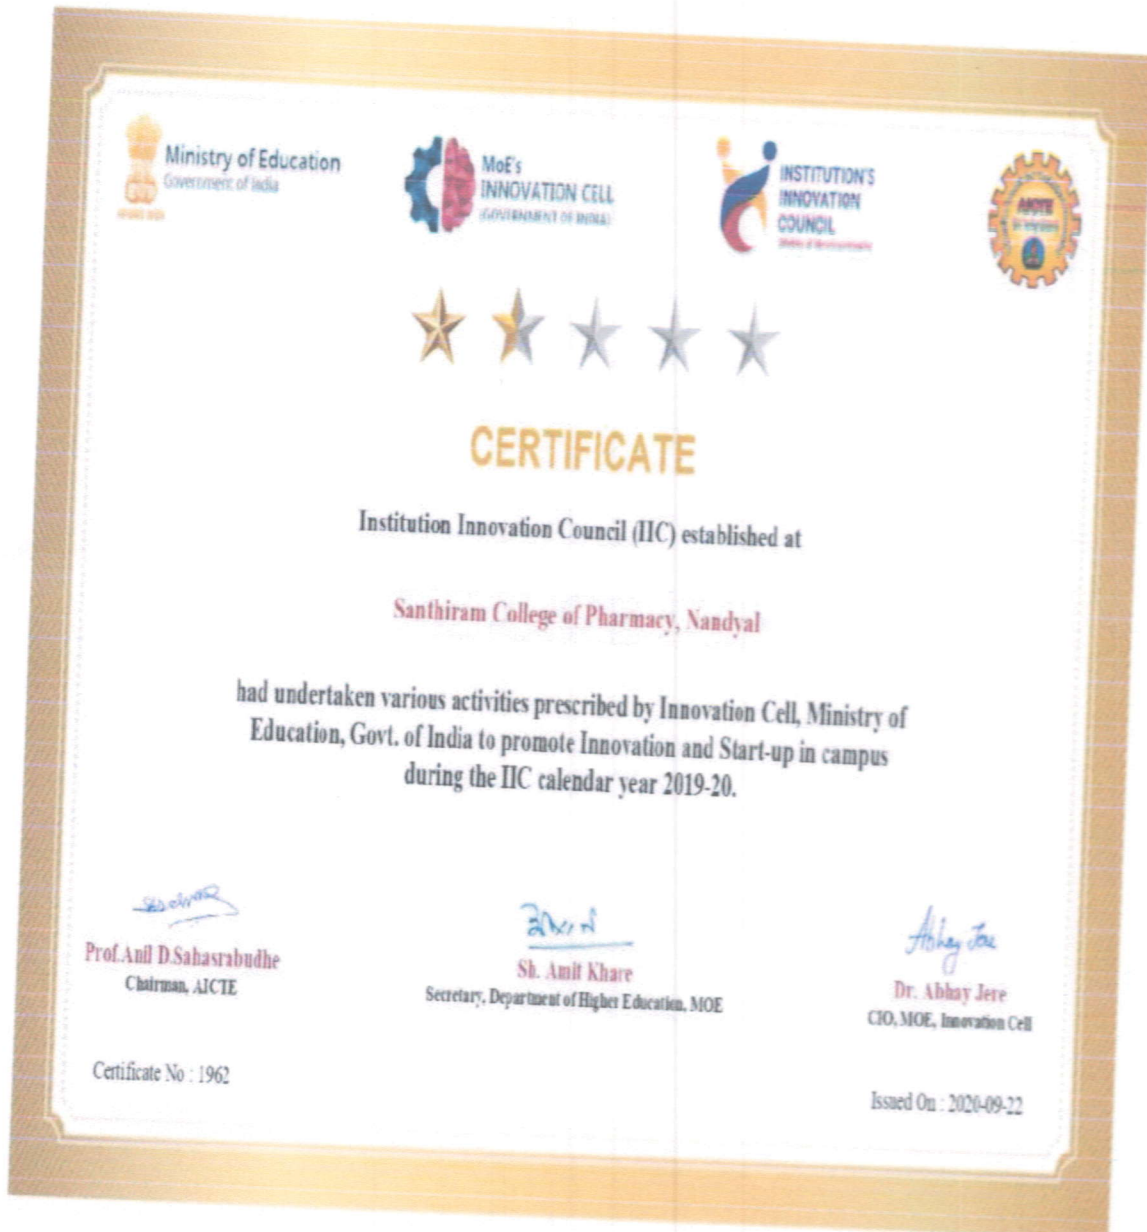 Ministry of Education
Government of India
MoE's
INNOVATION CELL
(GOVERNMENT OF INDIA)
INSTITUTION'S
INNOVATION
COUNCIL
AICTE
CERTIFICATE
Institution Innovation Council (IIC) established at
Santhiram College of Pharmacy, Nandyal
had undertaken various activities prescribed by Innovation Cell, Ministry of
Education, Govt. of India to promote Innovation and Start-up in campus
during the IIC calendar year 2019-20.
Abhay Jere
Prof.Anil D.Sahasrabudhe
Chairman, AICTE
Sh. Amit Khare
Secretary, Department of Higher Education, MOE
Dr. Abhay Jere
CIO, MOE, Innovation Cell
Certificate No : 1962
Issued On : 2020-09-22